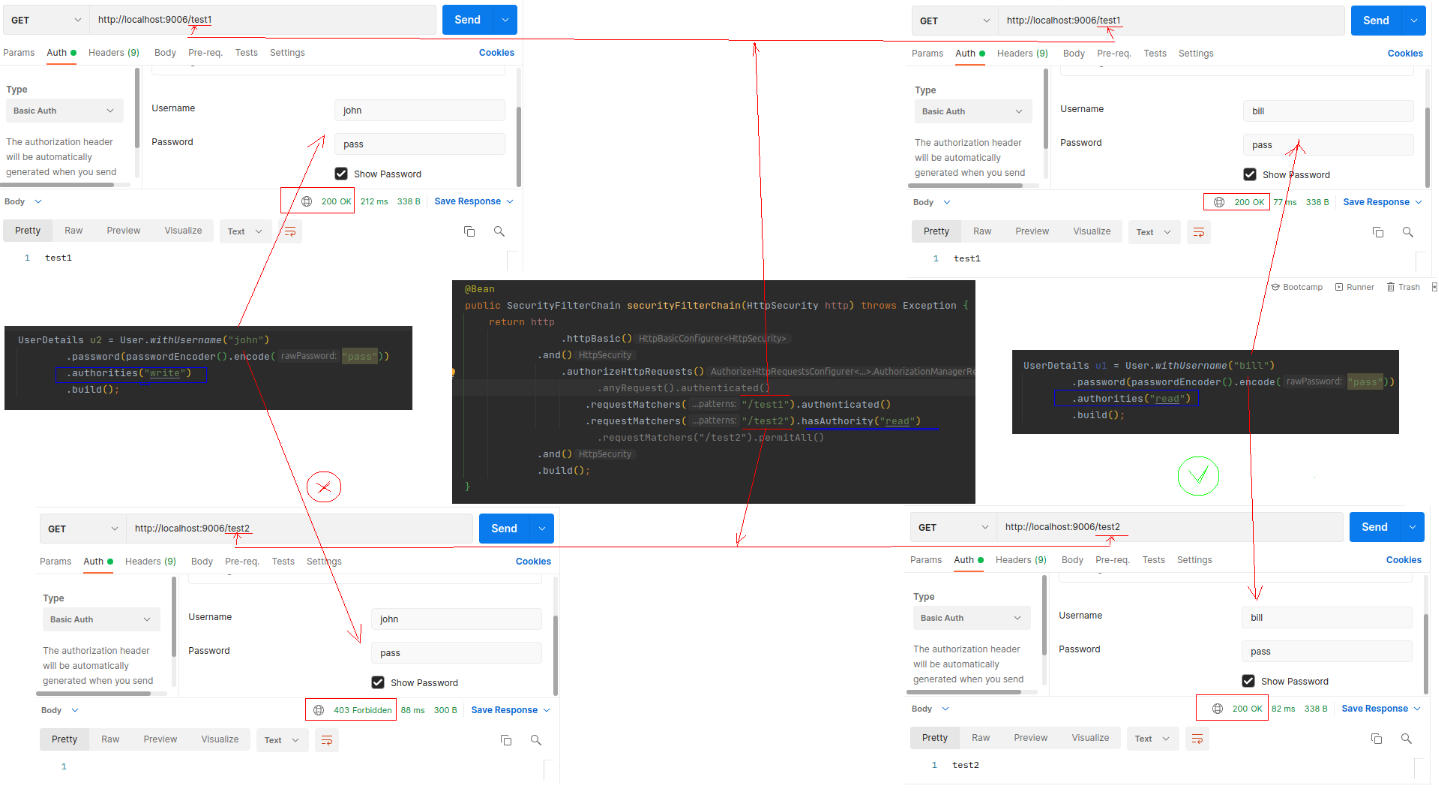 GET http://localhost:9006/test1 Send
Params Auth Headers (9) Body Pre-req. Tests Settings Cookies
Type
Basic Auth
The authorization header
will be automatically
generated when you send
Username john
Password pass
Show Password
Body 200 OK 212 ms 338 B Save Response
Pretty Raw Preview Visualize Text
1 test1
GET http://localhost:9006/test1 Send
Params Auth Headers (9) Body Pre-req. Tests Settings Cookies
Type
Basic Auth
The authorization header
will be automatically
generated when you send
Username bill
Password pass
Show Password
Body 200 OK 77 ms 338 B Save Response
Pretty Raw Preview Visualize Text
1 test1
Bootcamp Runner Trash
UserDetails u2 = User.withUsername("john")
.password(passwordEncoder().encode( rawPassword: "pass"))
.authorities("write")
.build();
@Bean
public SecurityFilterChain securityFilterChain(HttpSecurity http) throws Exception {
return http
.httpBasic() HttpBasicConfigurer<HttpSecurity>
.and() HttpSecurity
.authorizeHttpRequests() AuthorizeHttpRequestsConfigurer<...>.AuthorizationManagerRe
.anyRequest().authenticated()
.requestMatchers( ...patterns: "/test1").authenticated()
.requestMatchers( ...patterns: "/test2").hasAuthority("read")
.requestMatchers("/test2").permitAll()
.and() HttpSecurity
.build();
}
UserDetails u1 = User.withUsername("bill")
.password(passwordEncoder().encode( rawPassword: "pass"))
.authorities("read")
.build();
GET http://localhost:9006/test2 Send
Params Auth Headers (9) Body Pre-req. Tests Settings Cookies
Type
Basic Auth
The authorization header
will be automatically
generated when you send
Username john
Password pass
Show Password
Body 403 Forbidden 88 ms 300 B Save Response
Pretty Raw Preview Visualize Text
1
GET http://localhost:9006/test2 Send
Params Auth Headers (9) Body Pre-req. Tests Settings Cookies
Type
Basic Auth
The authorization header
will be automatically
generated when you send
Username bill
Password pass
Show Password
Body 200 OK 82 ms 338 B Save Response
Pretty Raw Preview Visualize Text
1 test2